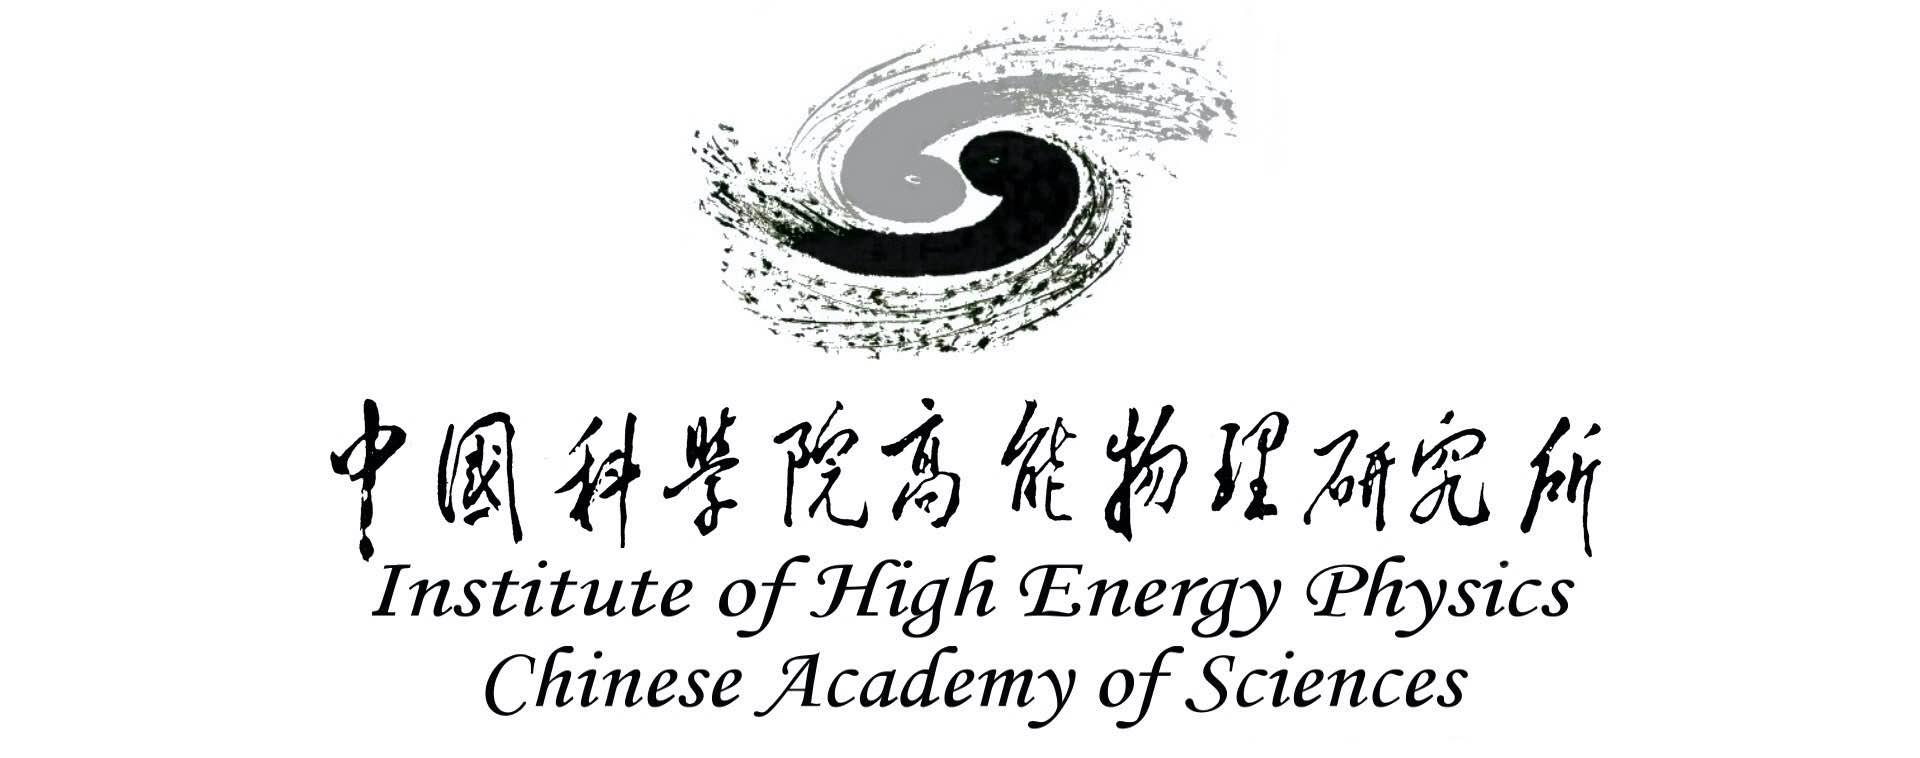 中國科學院高能物理研究所
Institute of High Energy Physics
Chinese Academy of Sciences